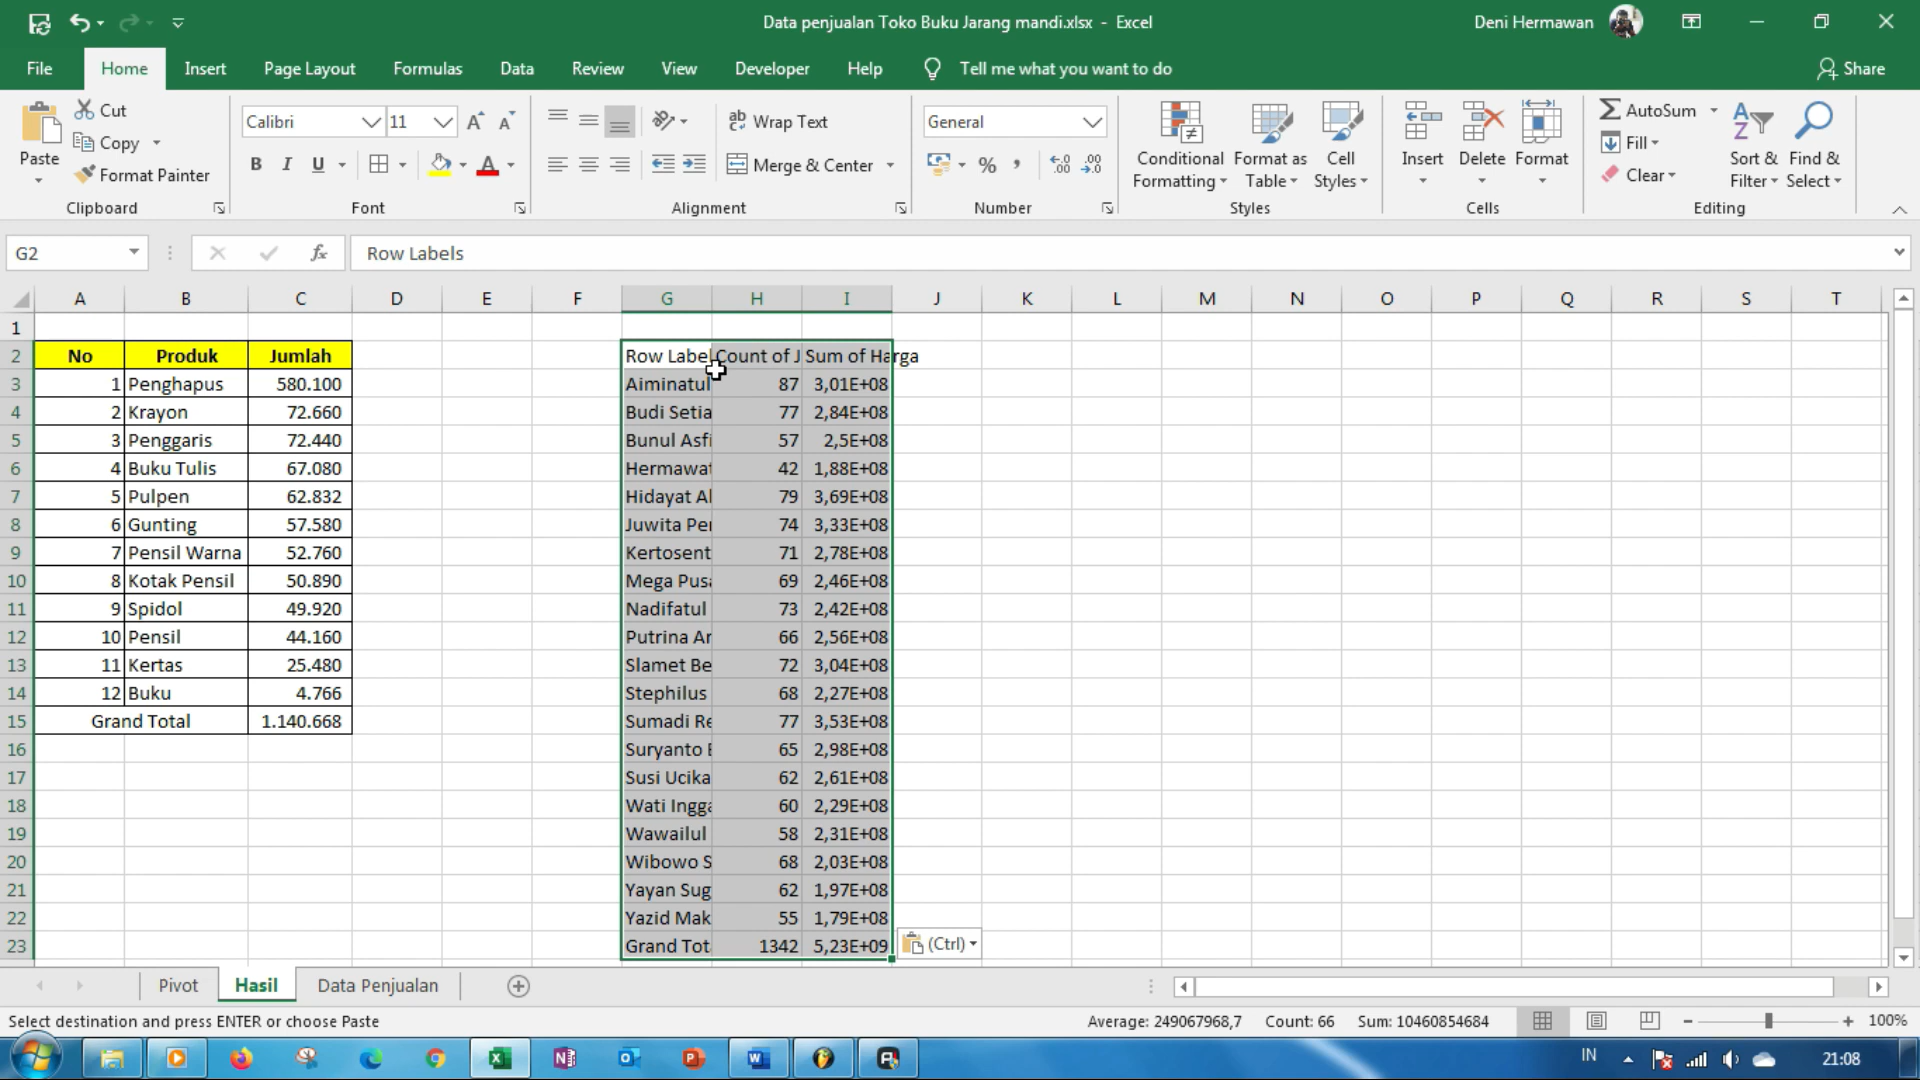 Data penjualan Toko Buku Jarang mandi.xlsx - Excel
Deni Hermawan
File Home Insert Page Layout Formulas Data Review View Developer Help Tell me what you want to do Share
Paste
Cut
Copy
Format Painter
Clipboard
Calibri 11
B I U
Font
Wrap Text
Merge & Center
Alignment
General
Number
Conditional Formatting
Format as Table
Cell Styles
Styles
Insert Delete Format
Cells
AutoSum
Fill
Clear
Sort & Filter
Find & Select
Editing
G2 fx Row Labels
A B C D E F G H I J K L M N O P Q R S T
1
2 No Produk Jumlah Row Label Count of J Sum of Harga
3 1 Penghapus 580.100 Aiminatul 87 3,01E+08
4 2 Krayon 72.660 Budi Setia 77 2,84E+08
5 3 Penggaris 72.440 Bunul Asfi 57 2,5E+08
6 4 Buku Tulis 67.080 Hermawat 42 1,88E+08
7 5 Pulpen 62.832 Hidayat Al 79 3,69E+08
8 6 Gunting 57.580 Juwita Per 74 3,33E+08
9 7 Pensil Warna 52.760 Kertosent 71 2,78E+08
10 8 Kotak Pensil 50.890 Mega Pusa 69 2,46E+08
11 9 Spidol 49.920 Nadifatul 73 2,42E+08
12 10 Pensil 44.160 Putrina Ar 66 2,56E+08
13 11 Kertas 25.480 Slamet Be 72 3,04E+08
14 12 Buku 4.766 Stephilus 68 2,27E+08
15 Grand Total 1.140.668 Sumadi Re 77 3,53E+08
16 Suryanto 65 2,98E+08
17 Susi Ucika 62 2,61E+08
18 Wati Ingga 60 2,29E+08
19 Wawailul 58 2,31E+08
20 Wibowo S 68 2,03E+08
21 Yayan Sug 62 1,97E+08
22 Yazid Mak 55 1,79E+08
23 Grand Tot 1342 5,23E+09 (Ctrl)
Pivot Hasil Data Penjualan
Select destination and press ENTER or choose Paste Average: 249067968,7 Count: 66 Sum: 10460854684 100%
IN 21:08